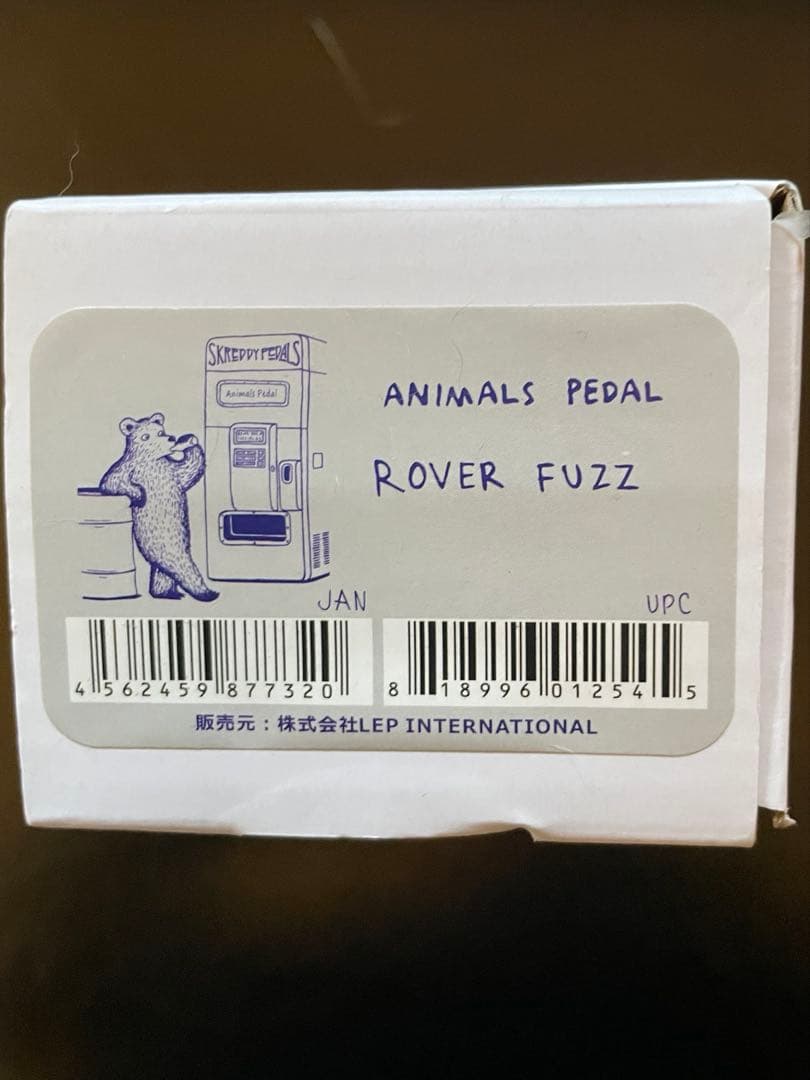 SKREDDY PEDALS
Animals Pedal
ANIMALS PEDAL
ROVER FUZZ
JAN
UPC
4 562459 877320
8 18996 01254 5
販売元：株式会社LEP INTERNATIONAL